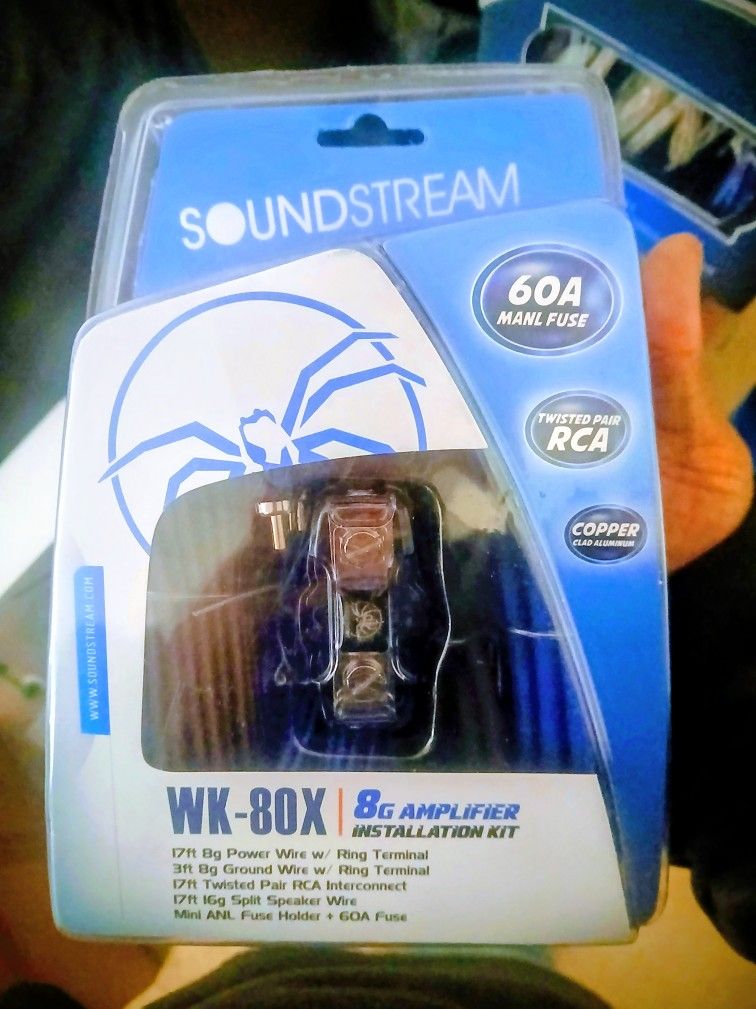 SOUNDSTREAM
60A
MANL FUSE
TWISTED PAIR
RCA
COPPER
CLAD ALUMINUM
WWW.SOUNDSTREAM.COM
WK-80X
8G AMPLIFIER
INSTALLATION KIT
17ft 8g Power Wire w/ Ring Terminal
3ft 8g Ground Wire w/ Ring Terminal
17ft Twisted Pair RCA Interconnect
17ft 16g Split Speaker Wire
Mini ANL Fuse Holder + 60A Fuse